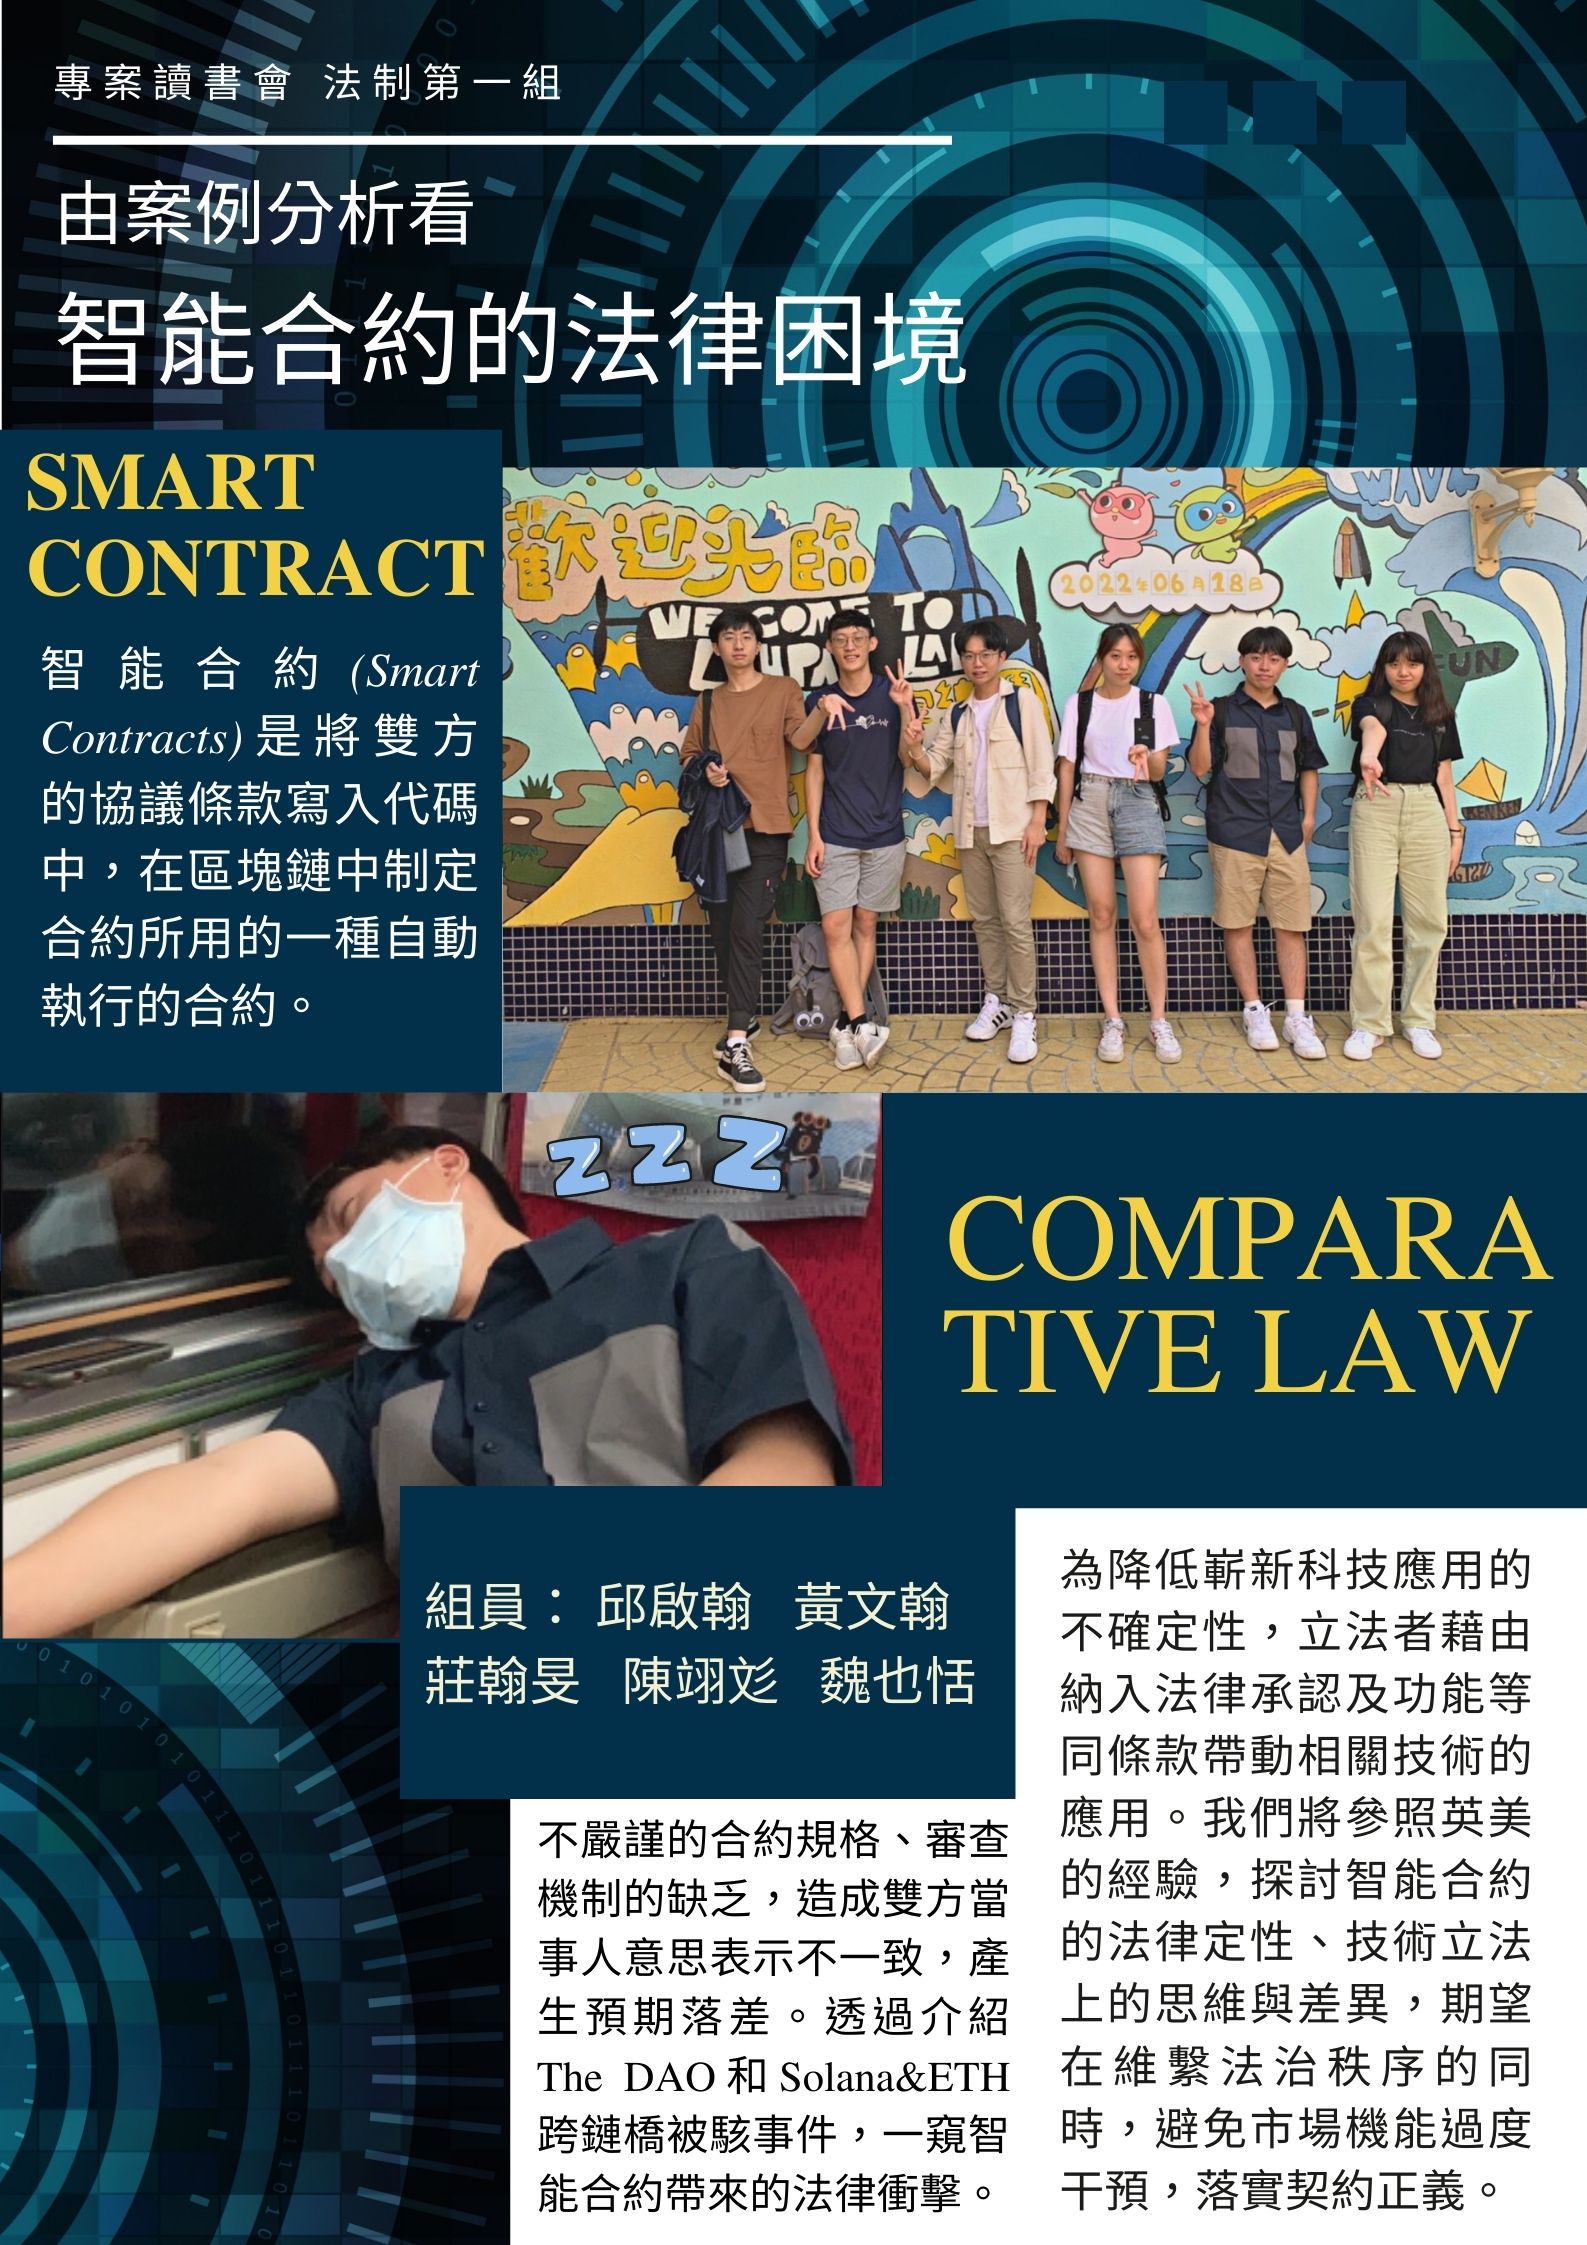 專案讀書會 法制第一組
由案例分析看
智能合約的法律困境
SMART
CONTRACT
智能合約(Smart
Contracts)是將雙方
的協議條款寫入代碼
中，在區塊鏈中制定
合約所用的一種自動
執行的合約。
歡迎光臨
WELCOME TO
2022年06月18日
WAVE
FUN
z z z
COMPARA
TIVE LAW
組員： 邱啟翰 黃文翰
莊翰旻 陳翊彣 魏也恬
不嚴謹的合約規格、審查
機制的缺乏，造成雙方當
事人意思表示不一致，產
生預期落差。透過介紹
The DAO和Solana&ETH
跨鏈橋被駭事件，一窺智
能合約帶來的法律衝擊。
為降低嶄新科技應用的
不確定性，立法者藉由
納入法律承認及功能等
同條款帶動相關技術的
應用。我們將參照英美
的經驗，探討智能合約
的法律定性、技術立法
上的思維與差異，期望
在維繫法治秩序的同
時，避免市場機能過度
干預，落實契約正義。